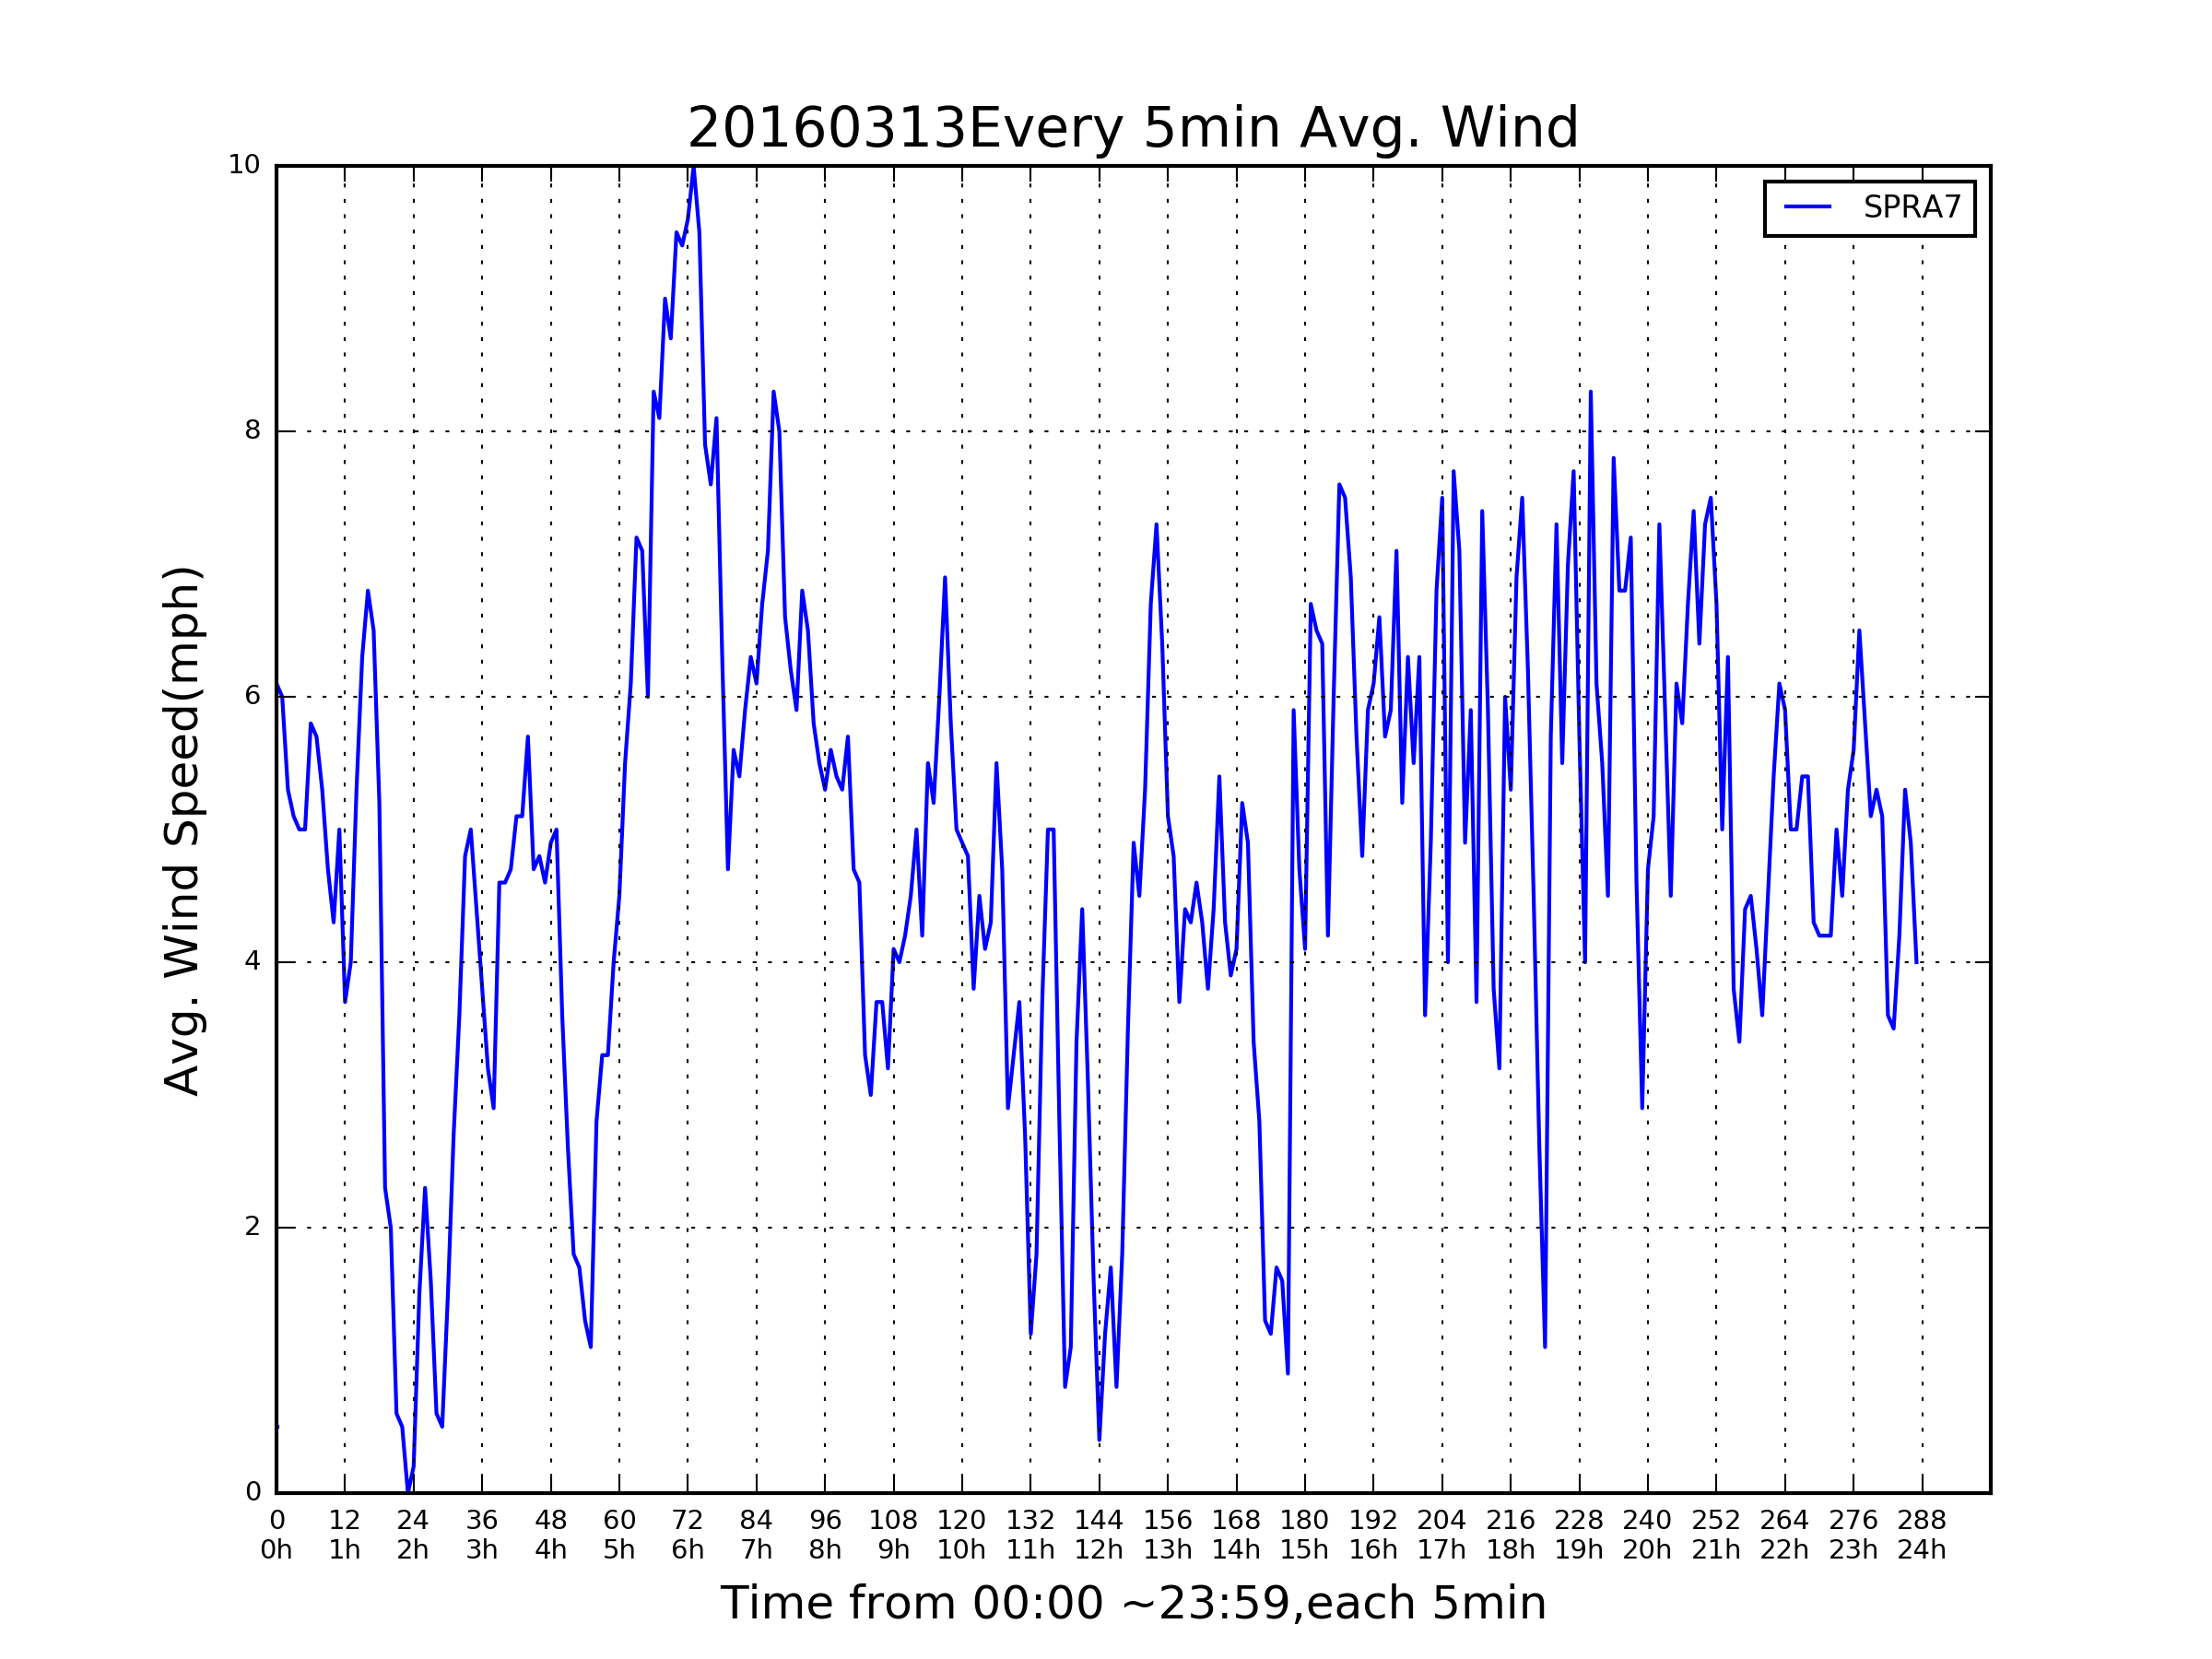 20160313Every 5min Avg. Wind
SPRA7
Avg. Wind Speed(mph)
10
8
6
4
2
0
0 12 24 36 48 60 72 84 96 108 120 132 144 156 168 180 192 204 216 228 240 252 264 276 288
0h 1h 2h 3h 4h 5h 6h 7h 8h 9h 10h 11h 12h 13h 14h 15h 16h 17h 18h 19h 20h 21h 22h 23h 24h
Time from 00:00 ~23:59,each 5min